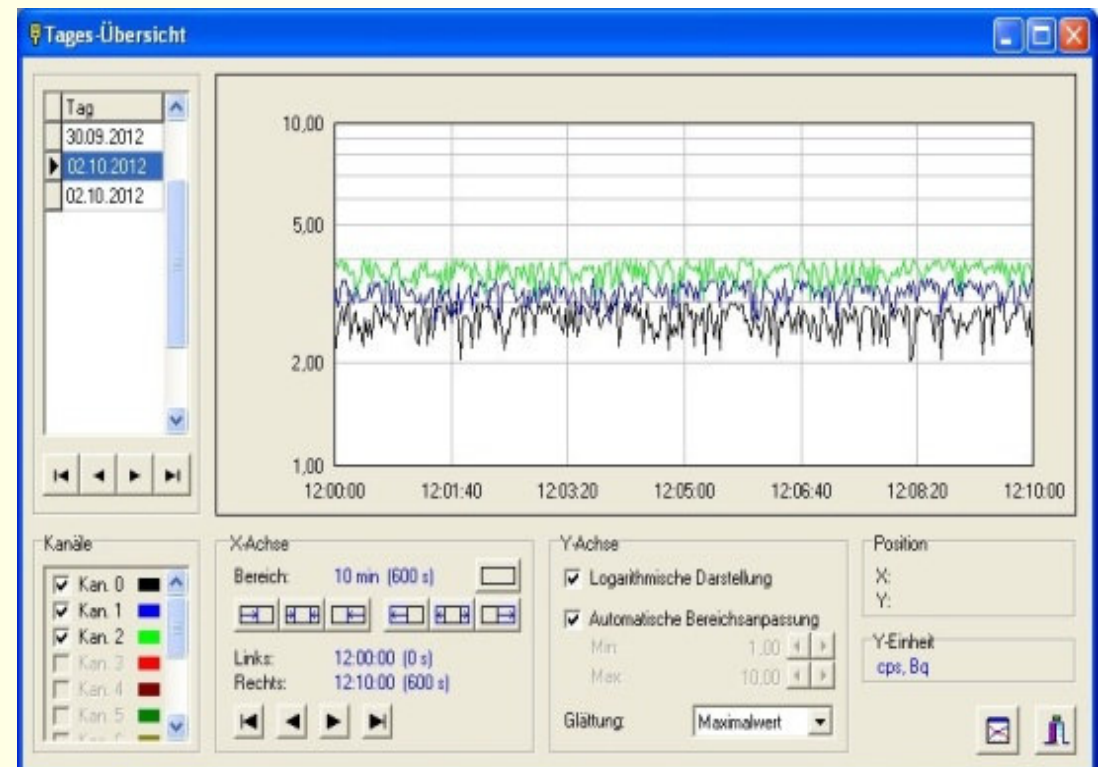 Tages-Übersicht
Tag
30.09.2012
02.10.2012
02.10.2012
10,00
5,00
2,00
1,00
12:00:00 12:01:40 12:03:20 12:05:00 12:06:40 12:08:20 12:10:00
Kanäle
Kan. 0
Kan. 1
Kan. 2
Kan. 3
Kan. 4
Kan. 5
X-Achse
Bereich: 10 min (600 s)
Links: 12:00:00 (0 s)
Rechts: 12:10:00 (600 s)
Y-Achse
Logarithmische Darstellung
Automatische Bereichsanpassung
Min: 1,00
Max: 10,00
Glättung: Maximalwert
Position
X:
Y:
Y-Einheit
cps, Bq